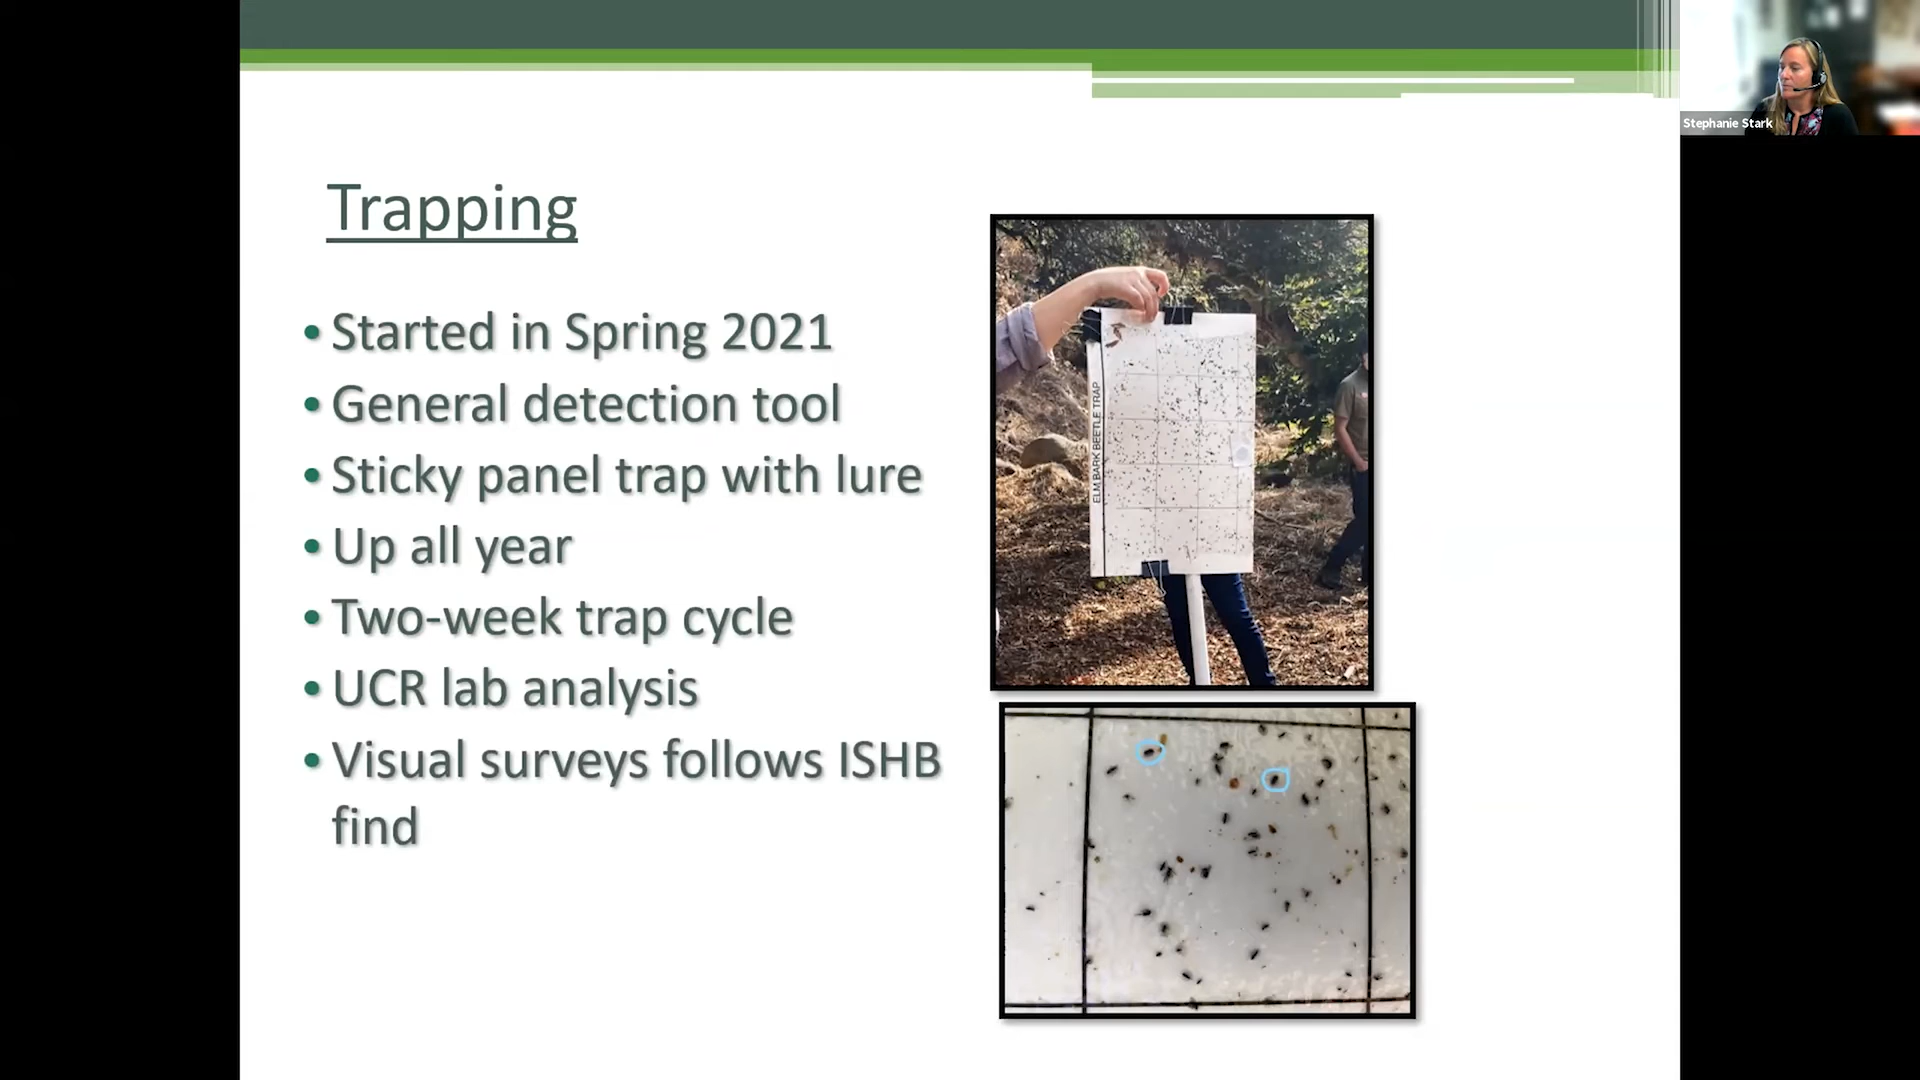 Stephanie Stark
Trapping
• Started in Spring 2021
• General detection tool
• Sticky panel trap with lure
• Up all year
• Two-week trap cycle
• UCR lab analysis
• Visual surveys follows ISHB
find
ELM BARK BEETLE TRAP